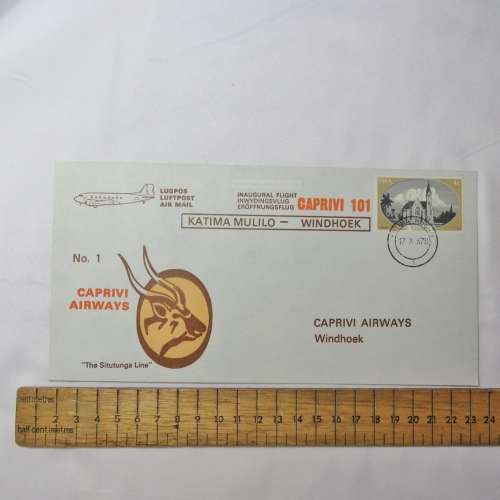 LUGPOS
LUFTPOST
AIR MAIL
INAUGURAL FLIGHT
INWYDINGSVLUG
ERÖFFNUNGSFLUG
CAPRIVI 101
KATIMA MULILO — WINDHOEK
SWA
No. 1
CAPRIVI
AIRWAYS
"The Situtunga Line"
CAPRIVI AIRWAYS
Windhoek
centimetres
1 2 3 4 5 6 7 8 9 10 11 12 13 14 15 16 17 18 19 20 21 22 23 24
half centimetres